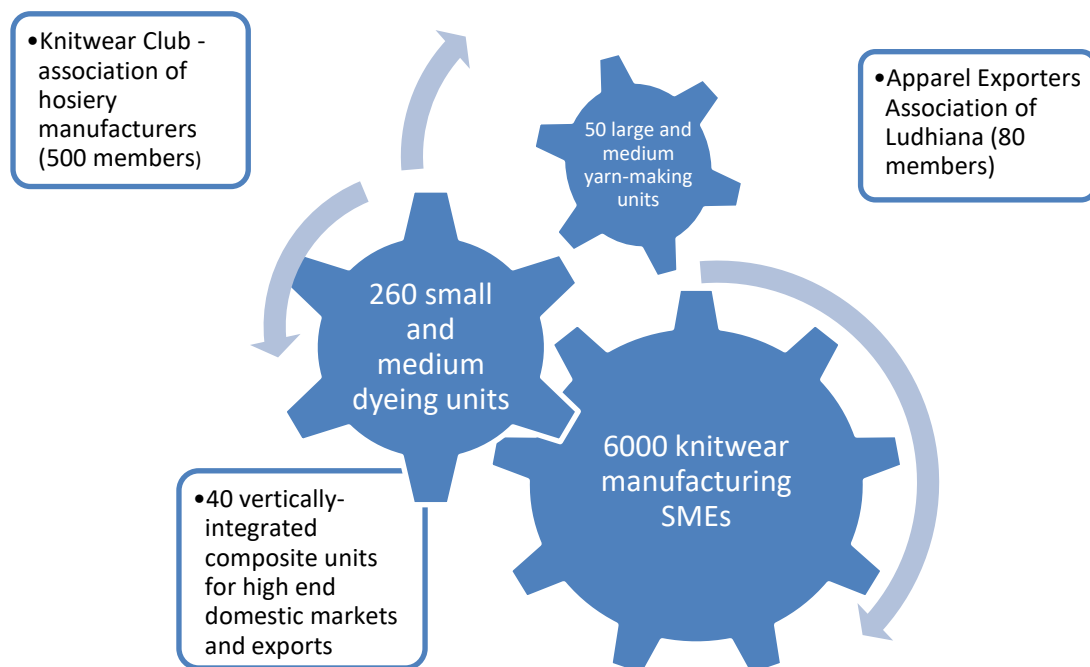 •Knitwear Club -
association of
hosiery
manufacturers
(500 members)
50 large and
medium
yarn-making
units
•Apparel Exporters
Association of
Ludhiana (80
members)
260 small
and
medium
dyeing units
6000 knitwear
manufacturing
SMEs
•40 vertically-
integrated
composite units
for high end
domestic markets
and exports